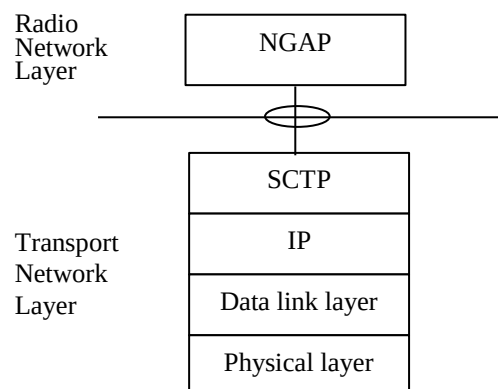 Radio
Network
Layer
NGAP
SCTP
Transport
Network
Layer
IP
Data link layer
Physical layer